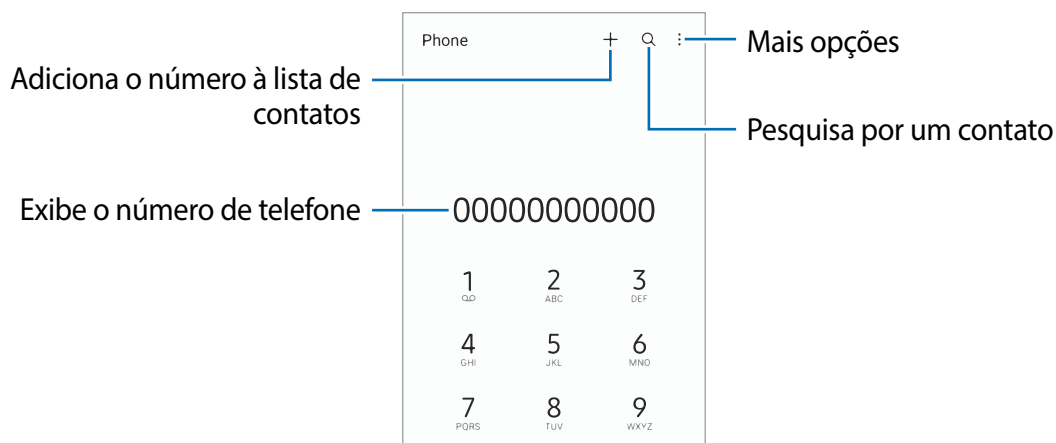 Phone
Mais opções
Adiciona o número à lista de
contatos
Pesquisa por um contato
Exibe o número de telefone
00000000000
1 2 3
ABC DEF
4 5 6
GHI JKL MNO
7 8 9
PQRS TUV WXYZ